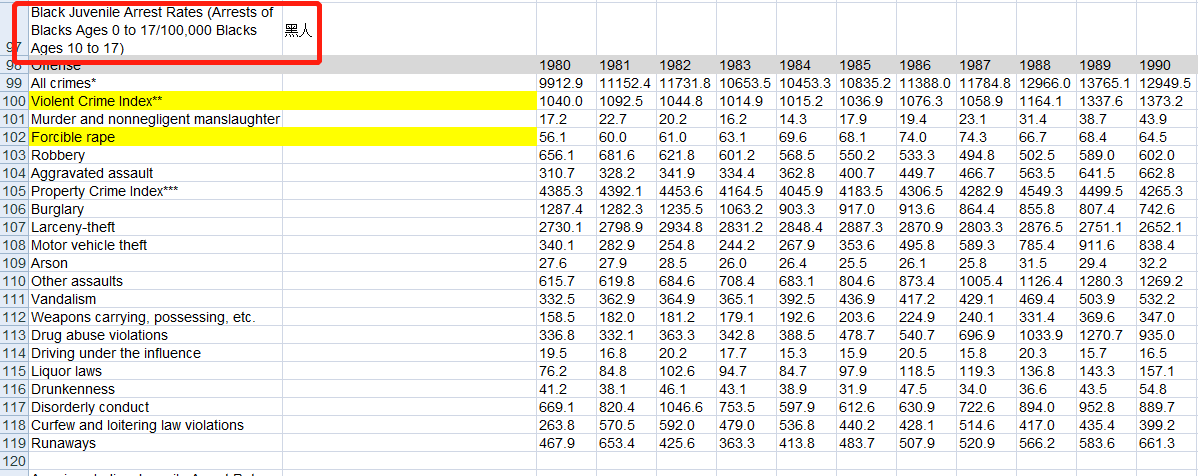 Black Juvenile Arrest Rates (Arrests of
Blacks Ages 0 to 17/100,000 Blacks 黑人
97 Ages 10 to 17)
98 Offense 1980 1981 1982 1983 1984 1985 1986 1987 1988 1989 1990
99 All crimes* 9912.9 11152.4 11731.8 10653.5 10453.3 10835.2 11388.0 11784.8 12966.0 13765.1 12949.5
100 Violent Crime Index** 1040.0 1092.5 1044.8 1014.9 1015.2 1036.9 1076.3 1058.9 1164.1 1337.6 1373.2
101 Murder and nonnegligent manslaughter 17.2 22.7 20.2 16.2 14.3 17.9 19.4 23.1 31.4 38.7 43.9
102 Forcible rape 56.1 60.0 61.0 63.1 69.6 68.1 74.0 74.3 66.7 68.4 64.5
103 Robbery 656.1 681.6 621.8 601.2 568.5 550.2 533.3 494.8 502.5 589.0 602.0
104 Aggravated assault 310.7 328.2 341.9 334.4 362.8 400.7 449.7 466.7 563.5 641.5 662.8
105 Property Crime Index*** 4385.3 4392.1 4453.6 4164.5 4045.9 4183.5 4306.5 4282.9 4549.3 4499.5 4265.3
106 Burglary 1287.4 1282.3 1235.5 1063.2 903.3 917.0 913.6 864.4 855.8 807.4 742.6
107 Larceny-theft 2730.1 2798.9 2934.8 2831.2 2848.4 2887.3 2870.9 2803.3 2876.5 2751.1 2652.1
108 Motor vehicle theft 340.1 282.9 254.8 244.2 267.9 353.6 495.8 589.3 785.4 911.6 838.4
109 Arson 27.6 27.9 28.5 26.0 26.4 25.5 26.1 25.8 31.5 29.4 32.2
110 Other assaults 615.7 619.8 684.6 708.4 683.1 804.6 873.4 1005.4 1126.4 1280.3 1269.2
111 Vandalism 332.5 362.9 364.9 365.1 392.5 436.9 417.2 429.1 469.4 503.9 532.2
112 Weapons carrying, possessing, etc. 158.5 182.0 181.2 179.1 192.6 203.6 224.9 240.1 331.4 369.6 347.0
113 Drug abuse violations 336.8 332.1 363.3 342.8 388.5 478.7 540.7 696.9 1033.9 1270.7 935.0
114 Driving under the influence 19.5 16.8 20.2 17.7 15.3 15.9 20.5 15.8 20.3 15.7 16.5
115 Liquor laws 76.2 84.8 102.6 94.7 84.7 97.9 118.5 119.3 136.8 143.3 157.1
116 Drunkenness 41.2 38.1 46.1 43.1 38.9 31.9 47.5 34.0 36.6 43.5 54.8
117 Disorderly conduct 669.1 820.4 1046.6 753.5 597.9 612.6 630.9 722.6 894.0 952.8 889.7
118 Curfew and loitering law violations 263.8 570.5 592.0 479.0 536.8 440.2 428.1 514.6 417.0 435.4 399.2
119 Runaways 467.9 653.4 425.6 363.3 413.8 483.7 507.9 520.9 566.2 583.6 661.3
120